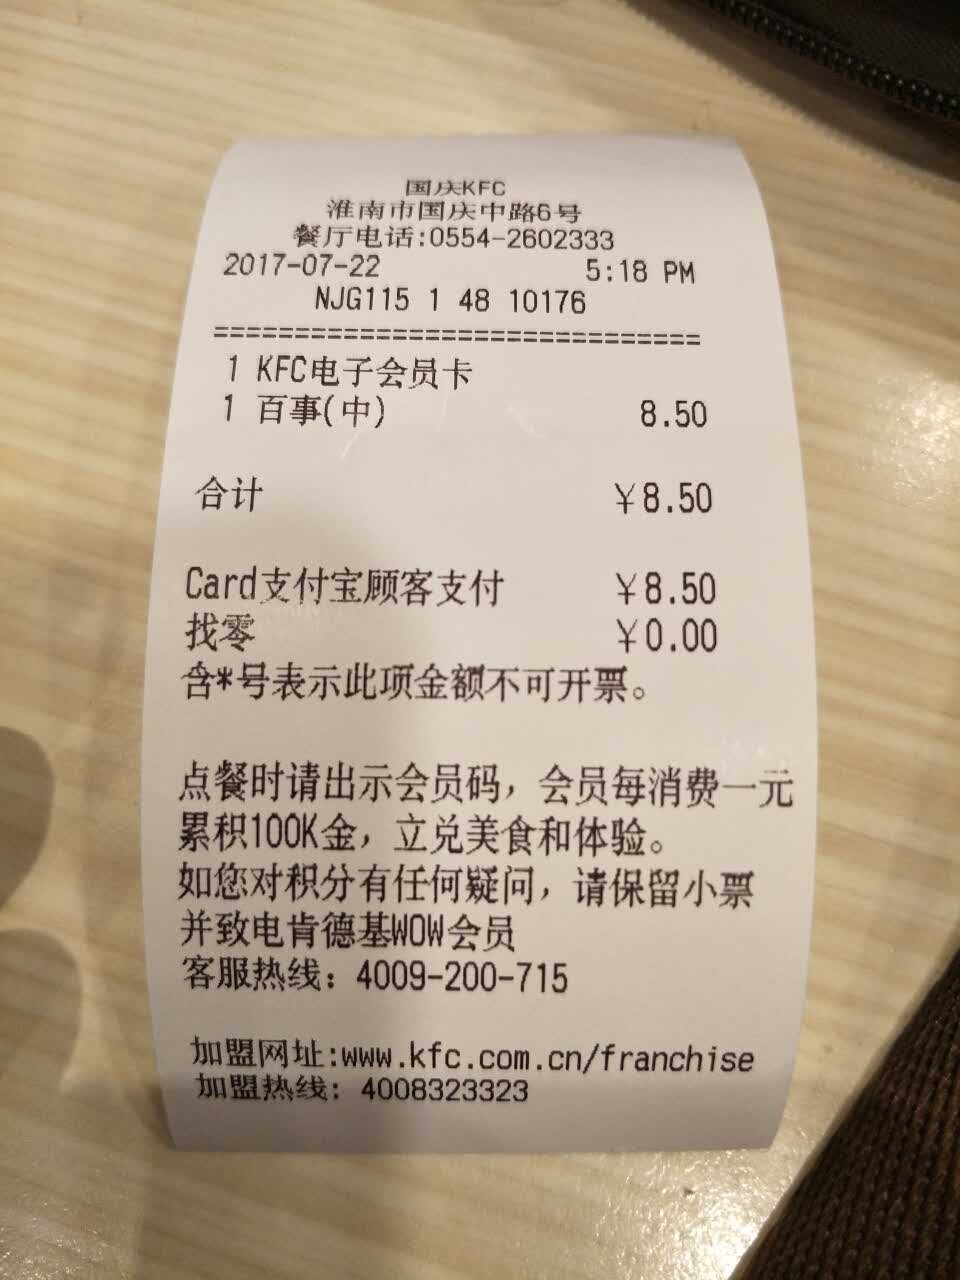 国庆KFC
淮南市国庆中路6号
餐厅电话:0554-2602333
2017-07-22 5:18 PM
NJG115 1 48 10176
==============================
1 KFC电子会员卡
1 百事(中) 8.50
合计 ¥8.50
Card支付宝顾客支付 ¥8.50
找零 ¥0.00
含*号表示此项金额不可开票。
点餐时请出示会员码，会员每消费一元
累积100K金，立兑美食和体验。
如您对积分有任何疑问，请保留小票
并致电肯德基WOW会员
客服热线：4009-200-715
加盟网址:www.kfc.com.cn/franchise
加盟热线：4008323323